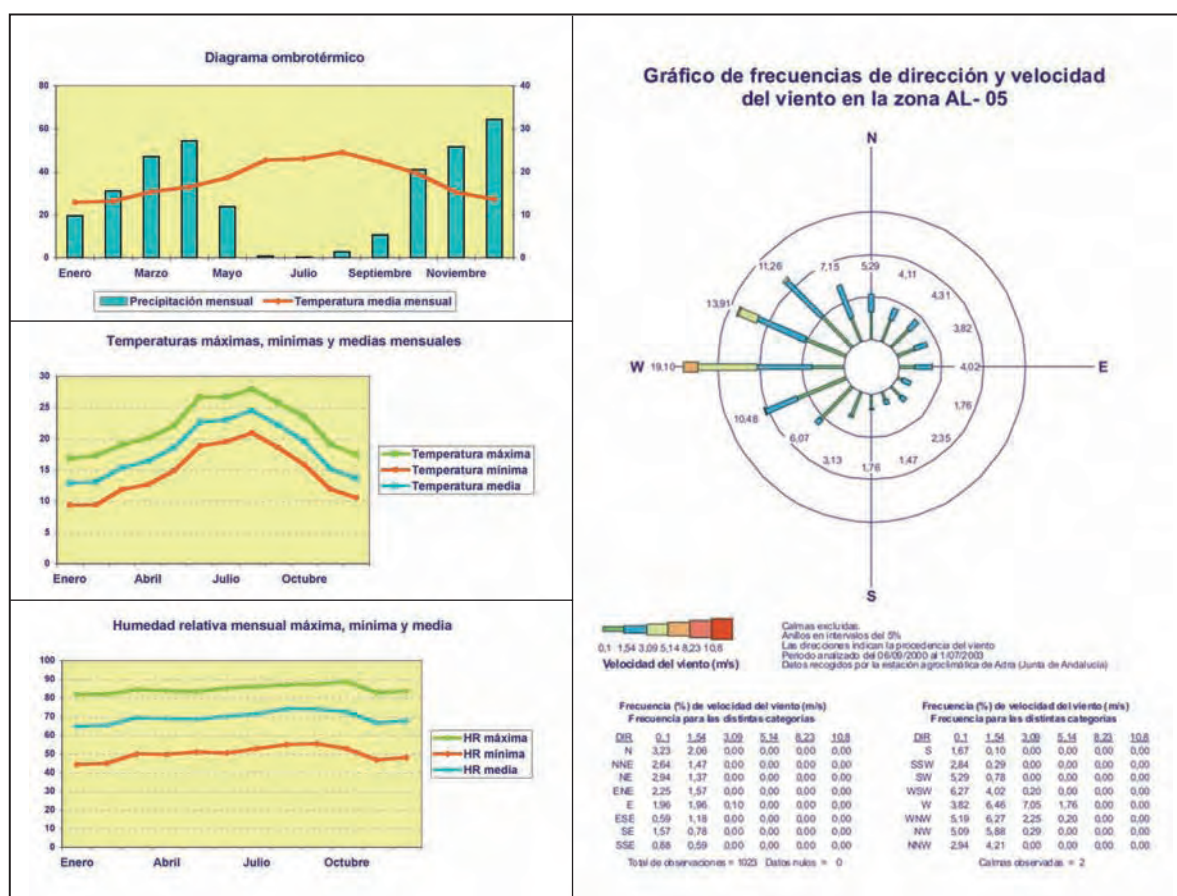 Diagrama ombrotérmico
80
60
40
20
0
40
30
20
10
0
Enero Marzo Mayo Julio Septiembre Noviembre
Precipitación mensual Temperatura media mensual
Temperaturas máximas, mínimas y medias mensuales
30
25
20
15
10
5
0
Enero Abril Julio Octubre
Temperatura máxima
Temperatura mínima
Temperatura media
Humedad relativa mensual máxima, mínima y media
100
90
80
70
60
50
40
30
20
10
0
Enero Abril Julio Octubre
HR máxima
HR mínima
HR media
Gráfico de frecuencias de dirección y velocidad
del viento en la zona AL- 05
N
11,26 7,15 5,29 4,11
13,91 4,31
3,82
W 19,10 4,02 E
10,48 1,76
6,07 2,35
3,13 1,76 1,47
S
0,1 1,54 3,09 5,14 8,23 10,8
Velocidad del viento (m/s)
Calmas excluidas.
Anillos en intervalos del 5%
Las direcciones indican la procedencia del viento
Periodo analizado del 06/09/2000 al 1/07/2003
Datos recogidos por la estación agroclimática de Adra (Junta de Andalucía)
Frecuencia (%) de velocidad del viento (m/s)
Frecuencia para las distintas categorías
DIR 0,1 1,54 3,09 5,14 8,23 10,8
N 3,23 2,06 0,00 0,00 0,00 0,00
NNE 2,64 1,47 0,00 0,00 0,00 0,00
NE 2,94 1,37 0,00 0,00 0,00 0,00
ENE 2,25 1,57 0,00 0,00 0,00 0,00
E 1,96 1,96 0,10 0,00 0,00 0,00
ESE 0,59 1,18 0,00 0,00 0,00 0,00
SE 1,57 0,78 0,00 0,00 0,00 0,00
SSE 0,88 0,59 0,00 0,00 0,00 0,00
Total de observaciones = 1023 Datos nulos = 0
Frecuencia (%) de velocidad del viento (m/s)
Frecuencia para las distintas categorías
DIR 0,1 1,54 3,09 5,14 8,23 10,8
S 1,67 0,10 0,00 0,00 0,00 0,00
SSW 2,84 0,29 0,00 0,00 0,00 0,00
SW 5,29 0,78 0,00 0,00 0,00 0,00
WSW 6,27 4,02 0,20 0,00 0,00 0,00
W 3,82 6,46 7,05 1,76 0,00 0,00
WNW 5,19 6,27 2,25 0,20 0,00 0,00
NW 5,09 5,88 0,29 0,00 0,00 0,00
NNW 2,94 4,21 0,00 0,00 0,00 0,00
Calmas observadas = 2